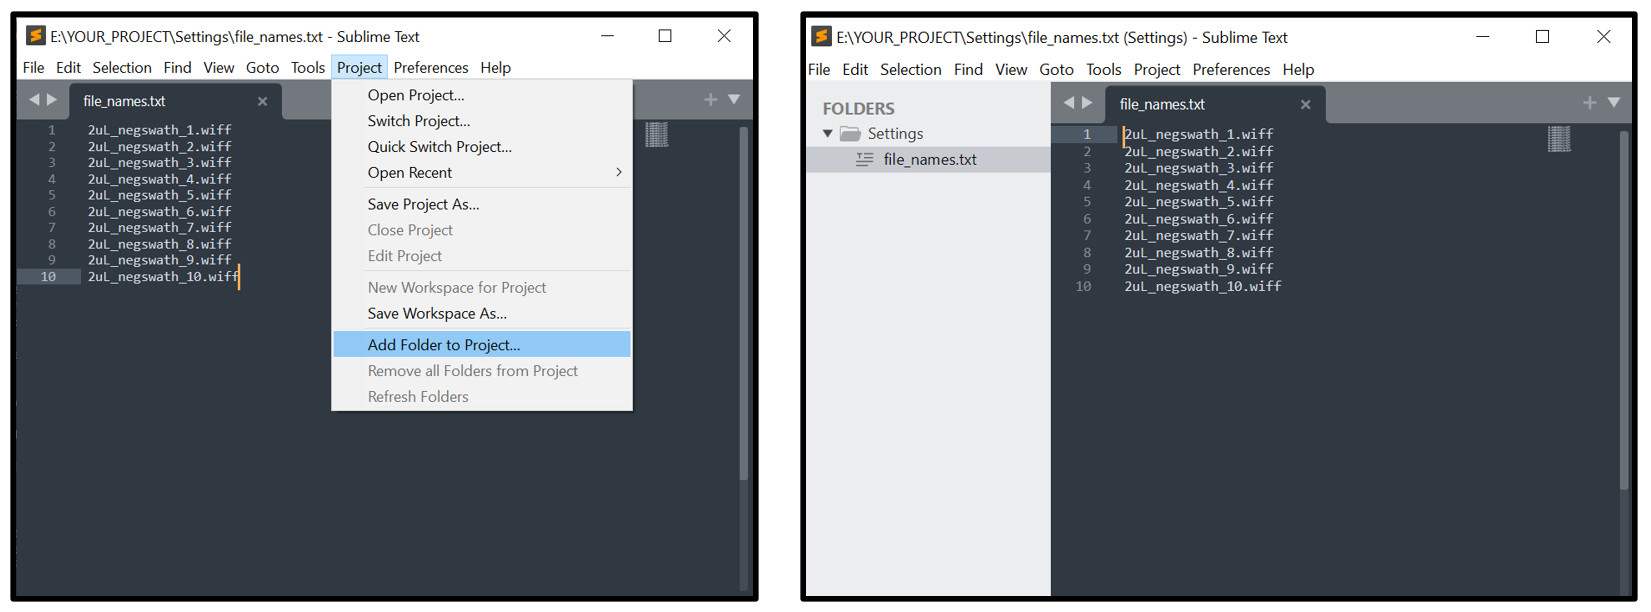 E:\YOUR_PROJECT\Settings\file_names.txt - Sublime Text
File Edit Selection Find View Goto Tools Project Preferences Help
file_names.txt
1 2uL_negswath_1.wiff
2 2uL_negswath_2.wiff
3 2uL_negswath_3.wiff
4 2uL_negswath_4.wiff
5 2uL_negswath_5.wiff
6 2uL_negswath_6.wiff
7 2uL_negswath_7.wiff
8 2uL_negswath_8.wiff
9 2uL_negswath_9.wiff
10 2uL_negswath_10.wiff
Open Project...
Switch Project...
Quick Switch Project...
Open Recent
Save Project As...
Close Project
Edit Project
New Workspace for Project
Save Workspace As...
Add Folder to Project...
Remove all Folders from Project
Refresh Folders
E:\YOUR_PROJECT\Settings\file_names.txt (Settings) - Sublime Text
File Edit Selection Find View Goto Tools Project Preferences Help
FOLDERS
Settings
file_names.txt
file_names.txt
1 2uL_negswath_1.wiff
2 2uL_negswath_2.wiff
3 2uL_negswath_3.wiff
4 2uL_negswath_4.wiff
5 2uL_negswath_5.wiff
6 2uL_negswath_6.wiff
7 2uL_negswath_7.wiff
8 2uL_negswath_8.wiff
9 2uL_negswath_9.wiff
10 2uL_negswath_10.wiff